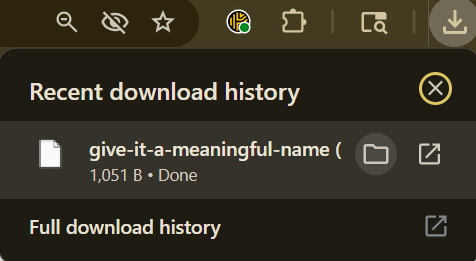 Recent download history
give-it-a-meaningful-name (
1,051 B • Done
Full download history